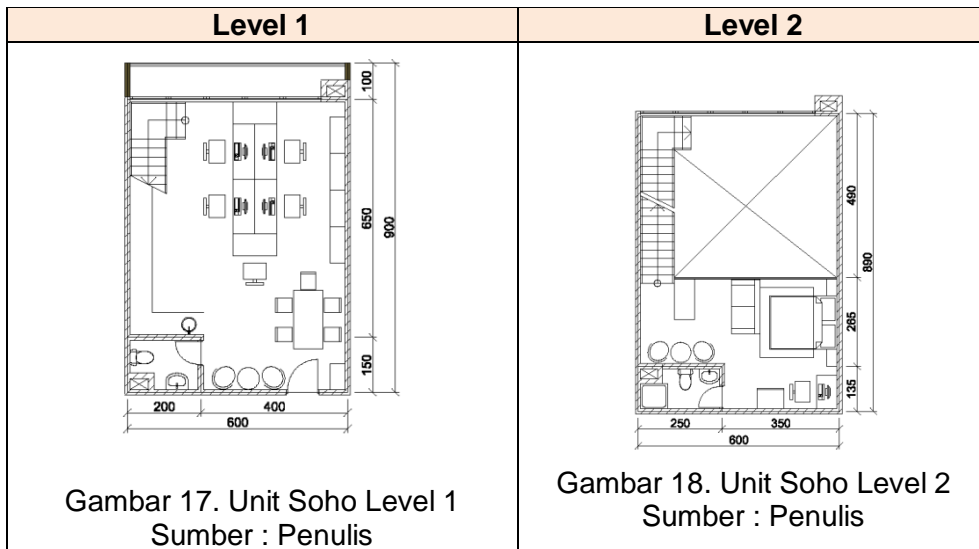 Level 1
Level 2
100
650
900
150
200
400
600
490
890
265
135
250
350
600
Gambar 17. Unit Soho Level 1
Sumber : Penulis
Gambar 18. Unit Soho Level 2
Sumber : Penulis